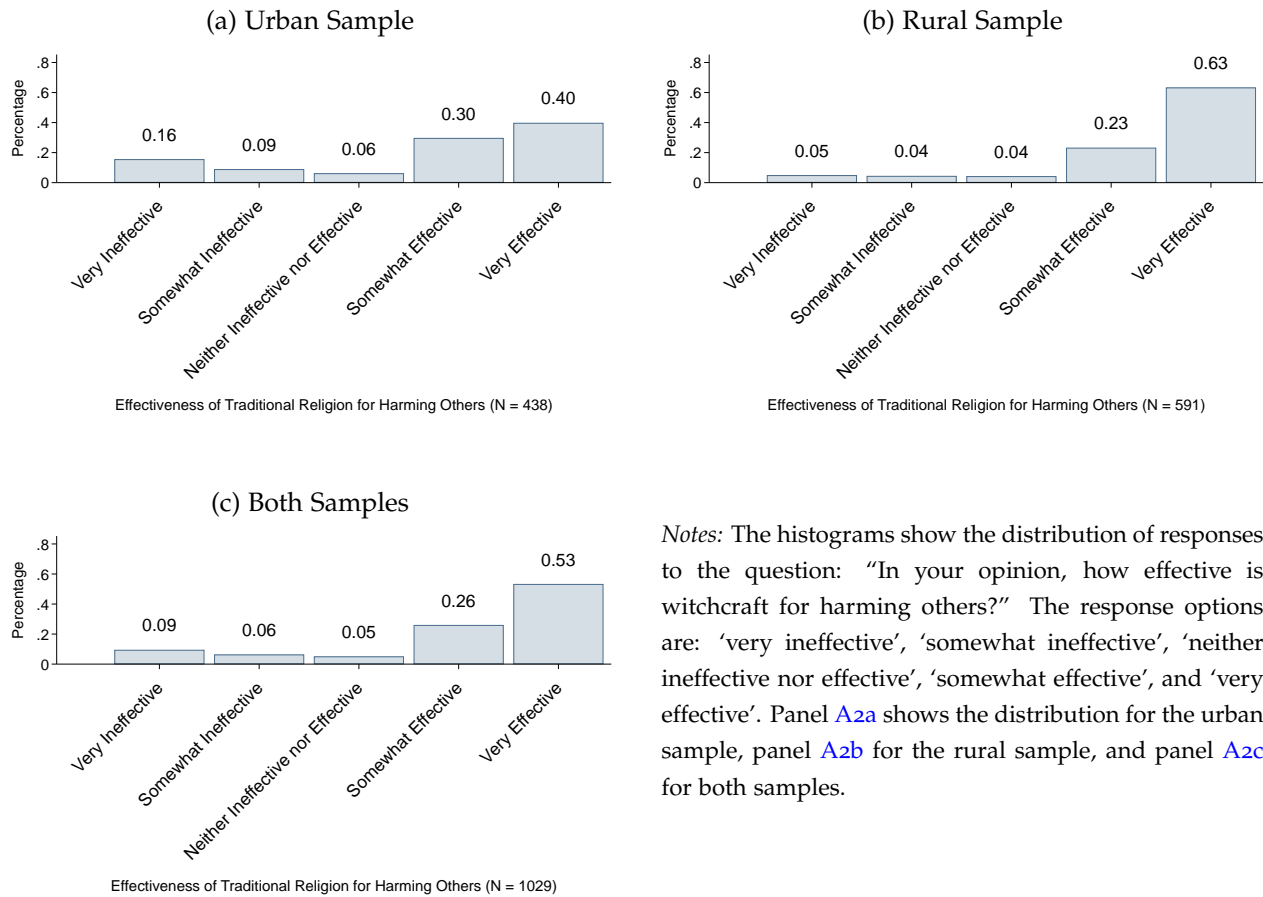 (a) Urban Sample
Percentage
.8
.6
.4
.2
0
0.16
0.09
0.06
0.30
0.40
Very Ineffective
Somewhat Ineffective
Neither Ineffective nor Effective
Somewhat Effective
Very Effective
Effectiveness of Traditional Religion for Harming Others (N = 438)
(b) Rural Sample
Percentage
.8
.6
.4
.2
0
0.05
0.04
0.04
0.23
0.63
Very Ineffective
Somewhat Ineffective
Neither Ineffective nor Effective
Somewhat Effective
Very Effective
Effectiveness of Traditional Religion for Harming Others (N = 591)
(c) Both Samples
Percentage
.8
.6
.4
.2
0
0.09
0.06
0.05
0.26
0.53
Very Ineffective
Somewhat Ineffective
Neither Ineffective nor Effective
Somewhat Effective
Very Effective
Effectiveness of Traditional Religion for Harming Others (N = 1029)
Notes: The histograms show the distribution of responses
to the question: “In your opinion, how effective is
witchcraft for harming others?” The response options
are: ‘very ineffective’, ‘somewhat ineffective’, ‘neither
ineffective nor effective’, ‘somewhat effective’, and ‘very
effective’. Panel A2a shows the distribution for the urban
sample, panel A2b for the rural sample, and panel A2c
for both samples.